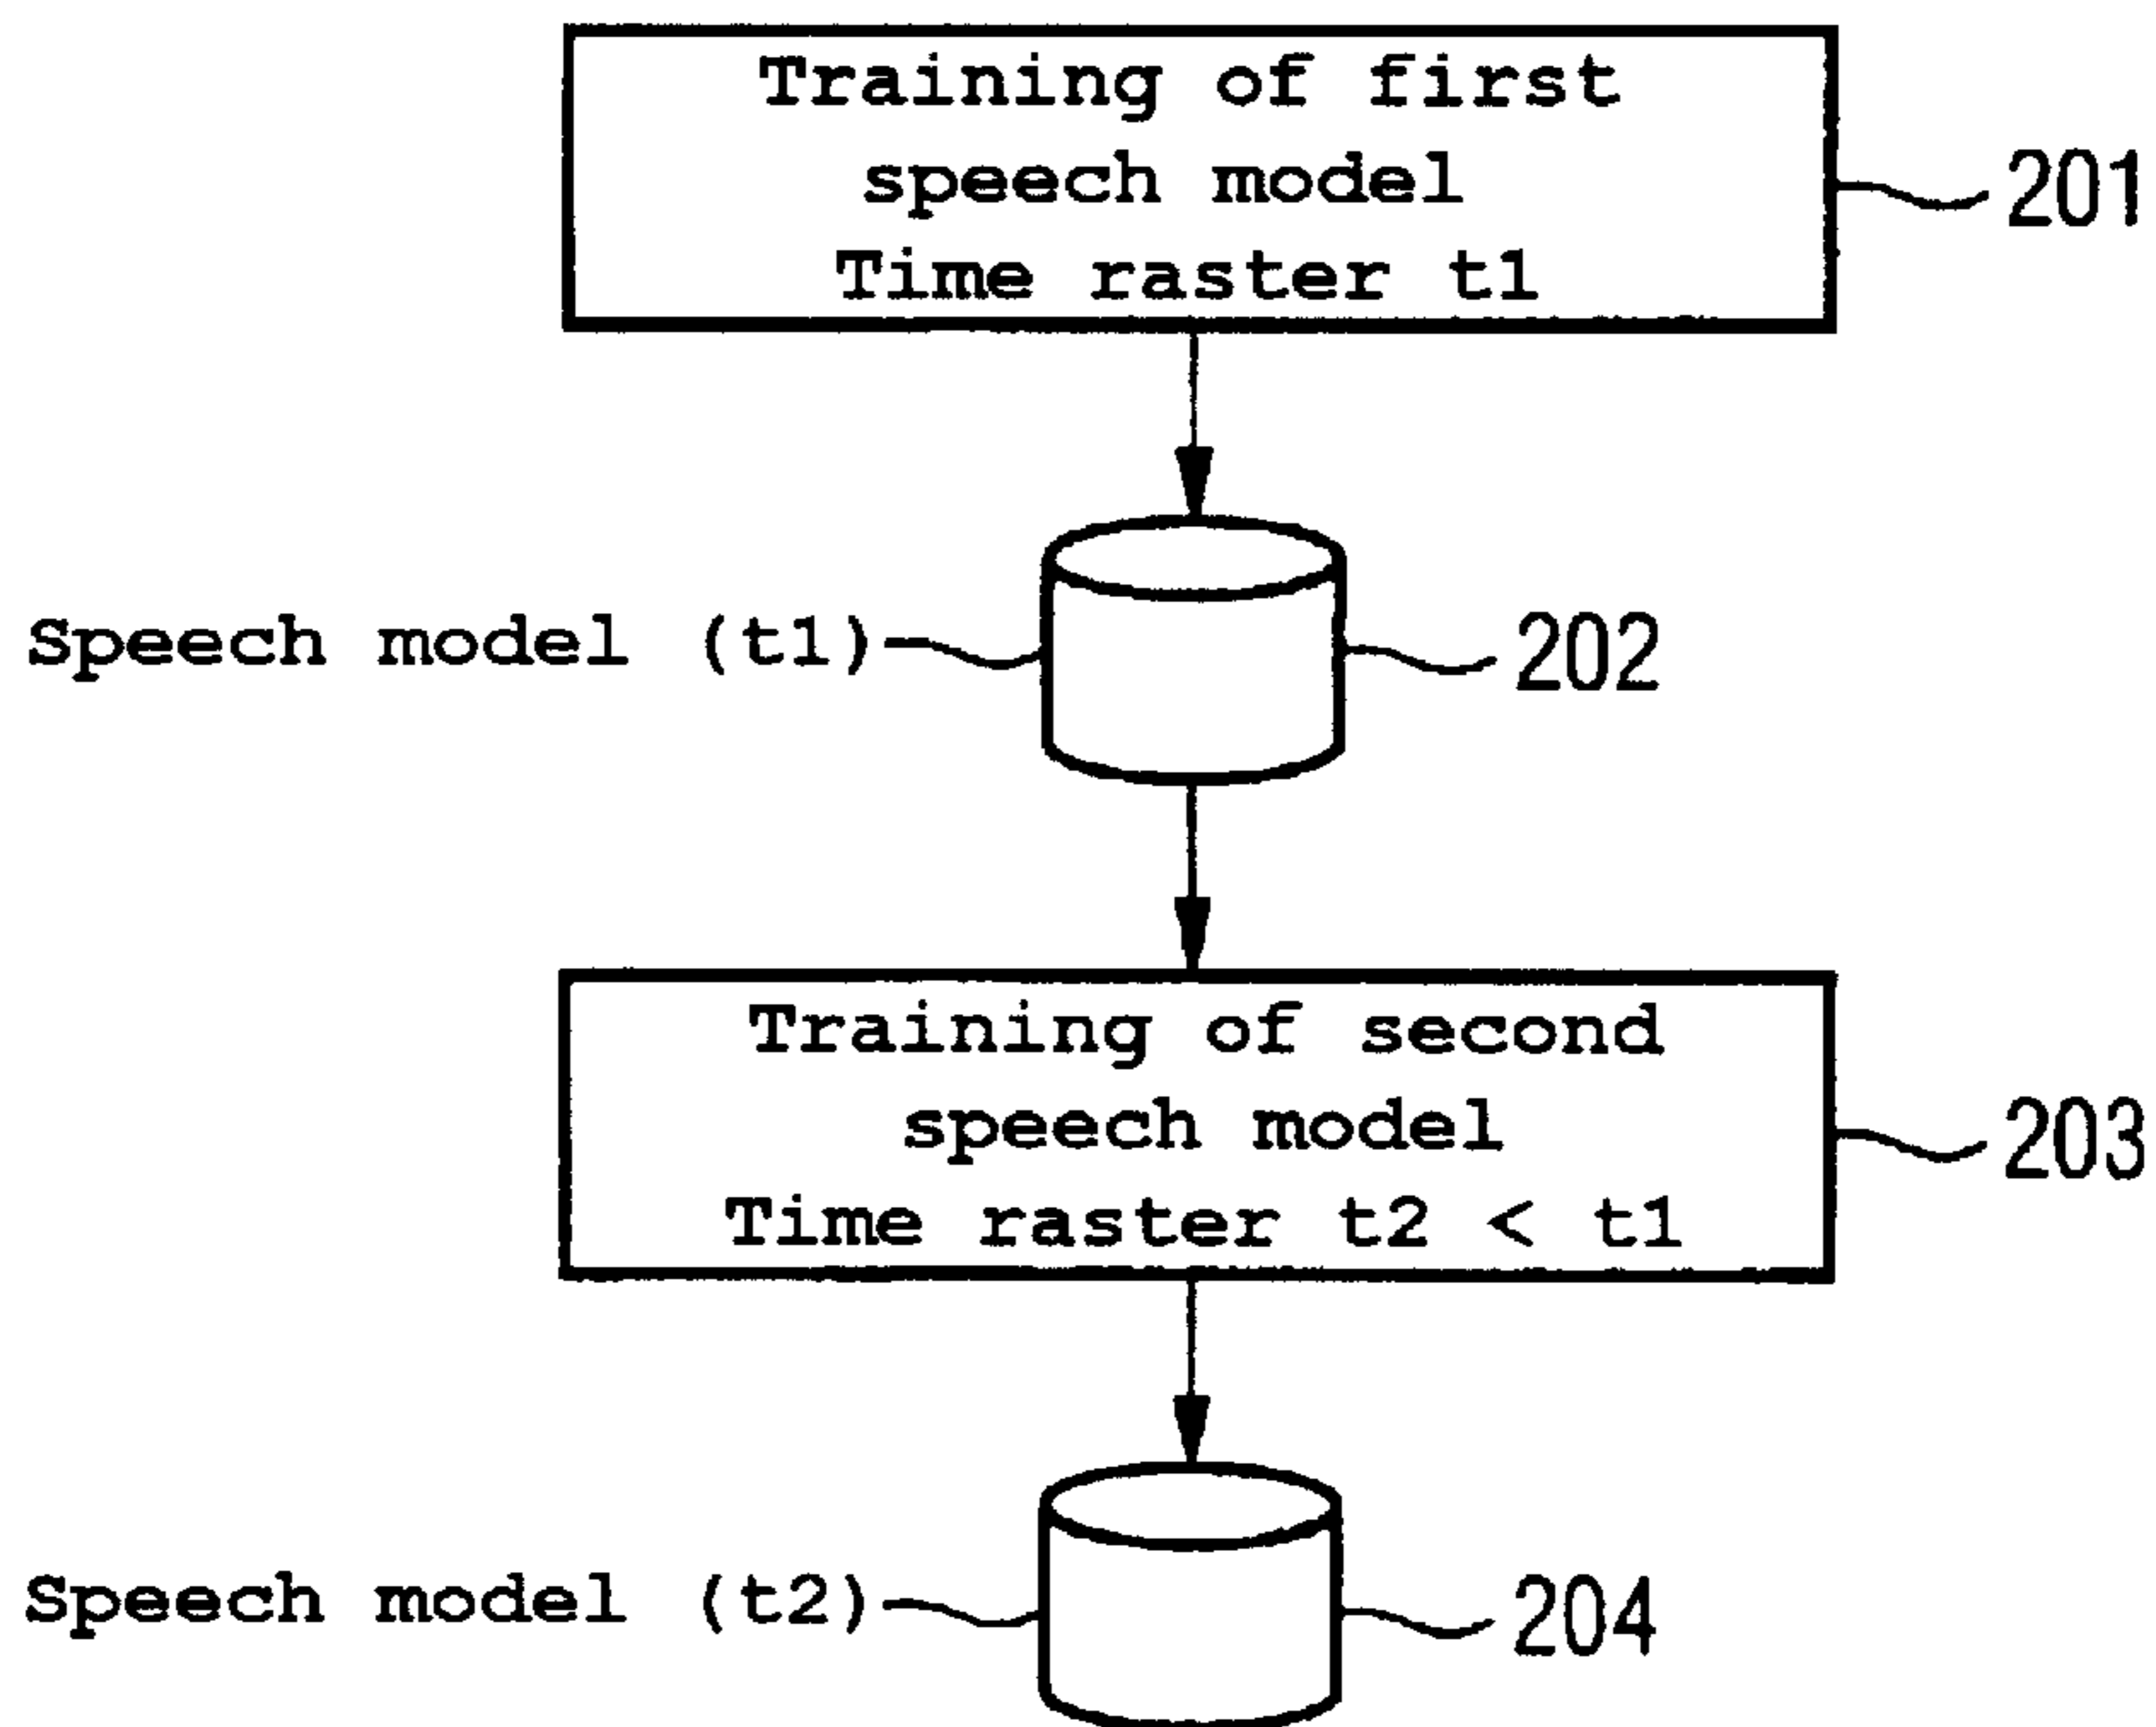 Training of first
speech model
Time raster t1
201
Speech model (t1)
202
Training of second
speech model
Time raster t2 < t1
203
Speech model (t2)
204